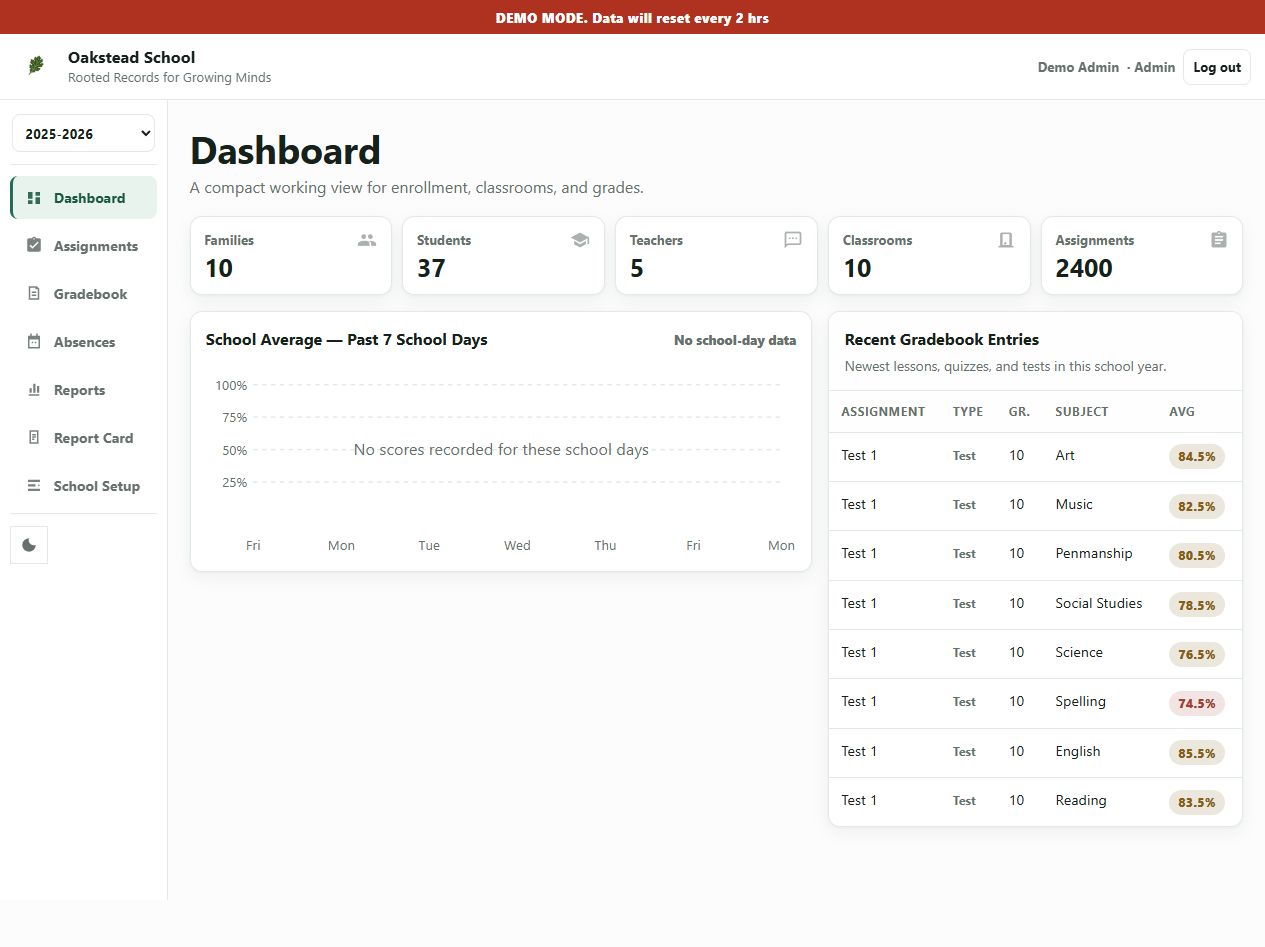 DEMO MODE. Data will reset every 2 hrs
Oakstead School
Rooted Records for Growing Minds
Demo Admin · Admin
Log out
2025-2026
Dashboard
Assignments
Gradebook
Absences
Reports
Report Card
School Setup
Dashboard
A compact working view for enrollment, classrooms, and grades.
Families
10
Students
37
Teachers
5
Classrooms
10
Assignments
2400
School Average — Past 7 School Days
No school-day data
100%
75%
50%
25%
No scores recorded for these school days
Fri Mon Tue Wed Thu Fri Mon
Recent Gradebook Entries
Newest lessons, quizzes, and tests in this school year.
ASSIGNMENT TYPE GR. SUBJECT AVG
Test 1 Test 10 Art 84.5%
Test 1 Test 10 Music 82.5%
Test 1 Test 10 Penmanship 80.5%
Test 1 Test 10 Social Studies 78.5%
Test 1 Test 10 Science 76.5%
Test 1 Test 10 Spelling 74.5%
Test 1 Test 10 English 85.5%
Test 1 Test 10 Reading 83.5%